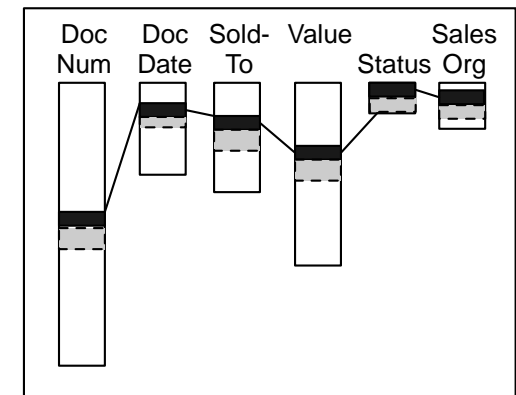 Doc Doc Sold- Value Sales
Num Date To Status Org